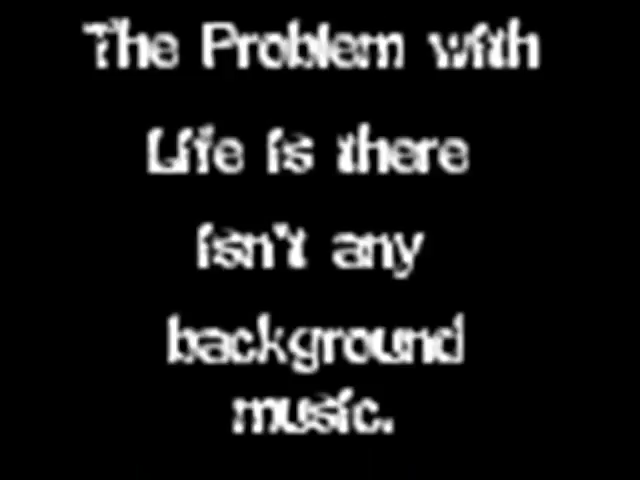 The Problem with
Life is there
isn't any
background
music.